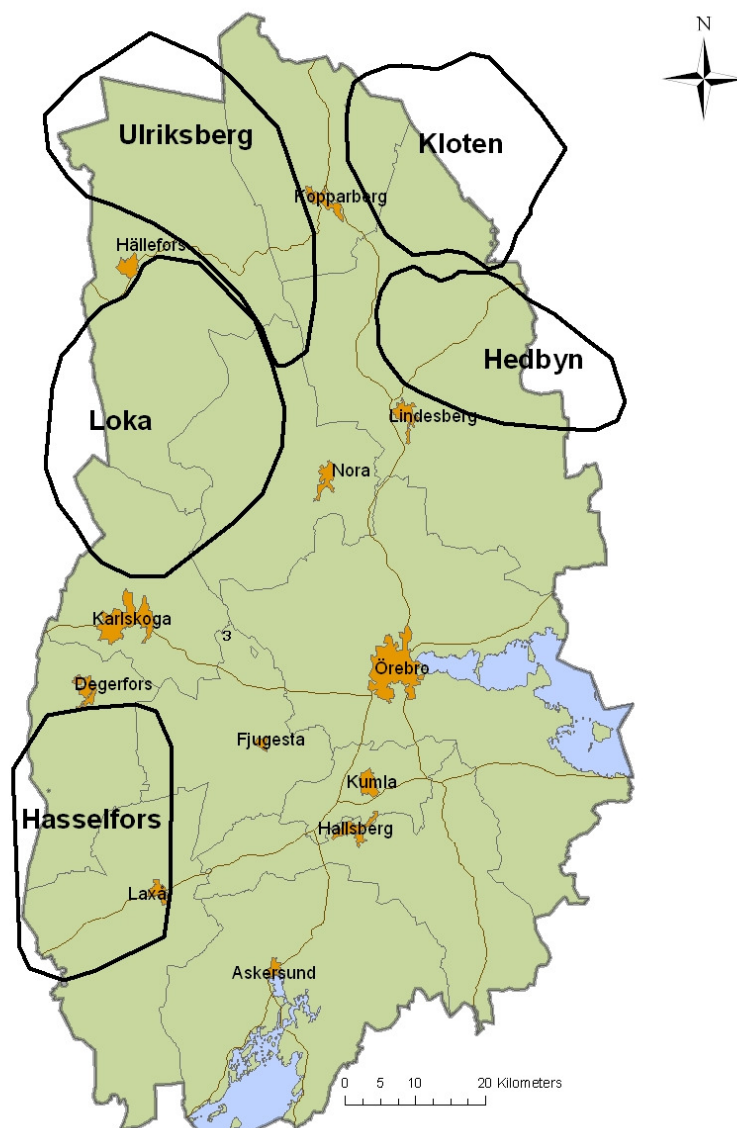 N
Ulriksberg
Kloten
Kopparberg
Hällefors
Hedbyn
Loka
Lindesberg
Nora
Karlskoga
3
Örebro
Degerfors
Fjugesta
Kumla
Hasselfors
Hallsberg
Laxå
Askersund
0 5 10 20 Kilometers